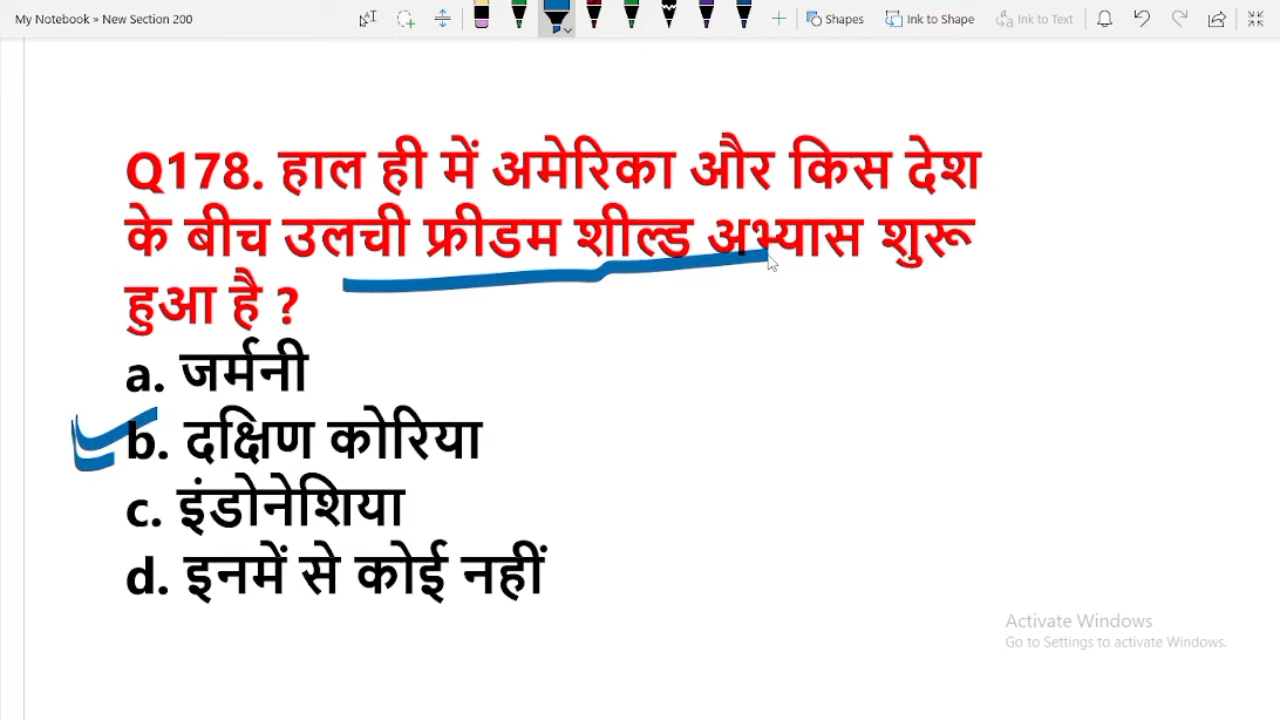 My Notebook » New Section 200
Shapes Ink to Shape Ink to Text
Q178. हाल ही में अमेरिका और किस देश
के बीच उलची फ्रीडम शील्ड अभ्यास शुरू
हुआ है ?
a. जर्मनी
b. दक्षिण कोरिया
c. इंडोनेशिया
d. इनमें से कोई नहीं
Activate Windows
Go to Settings to activate Windows.